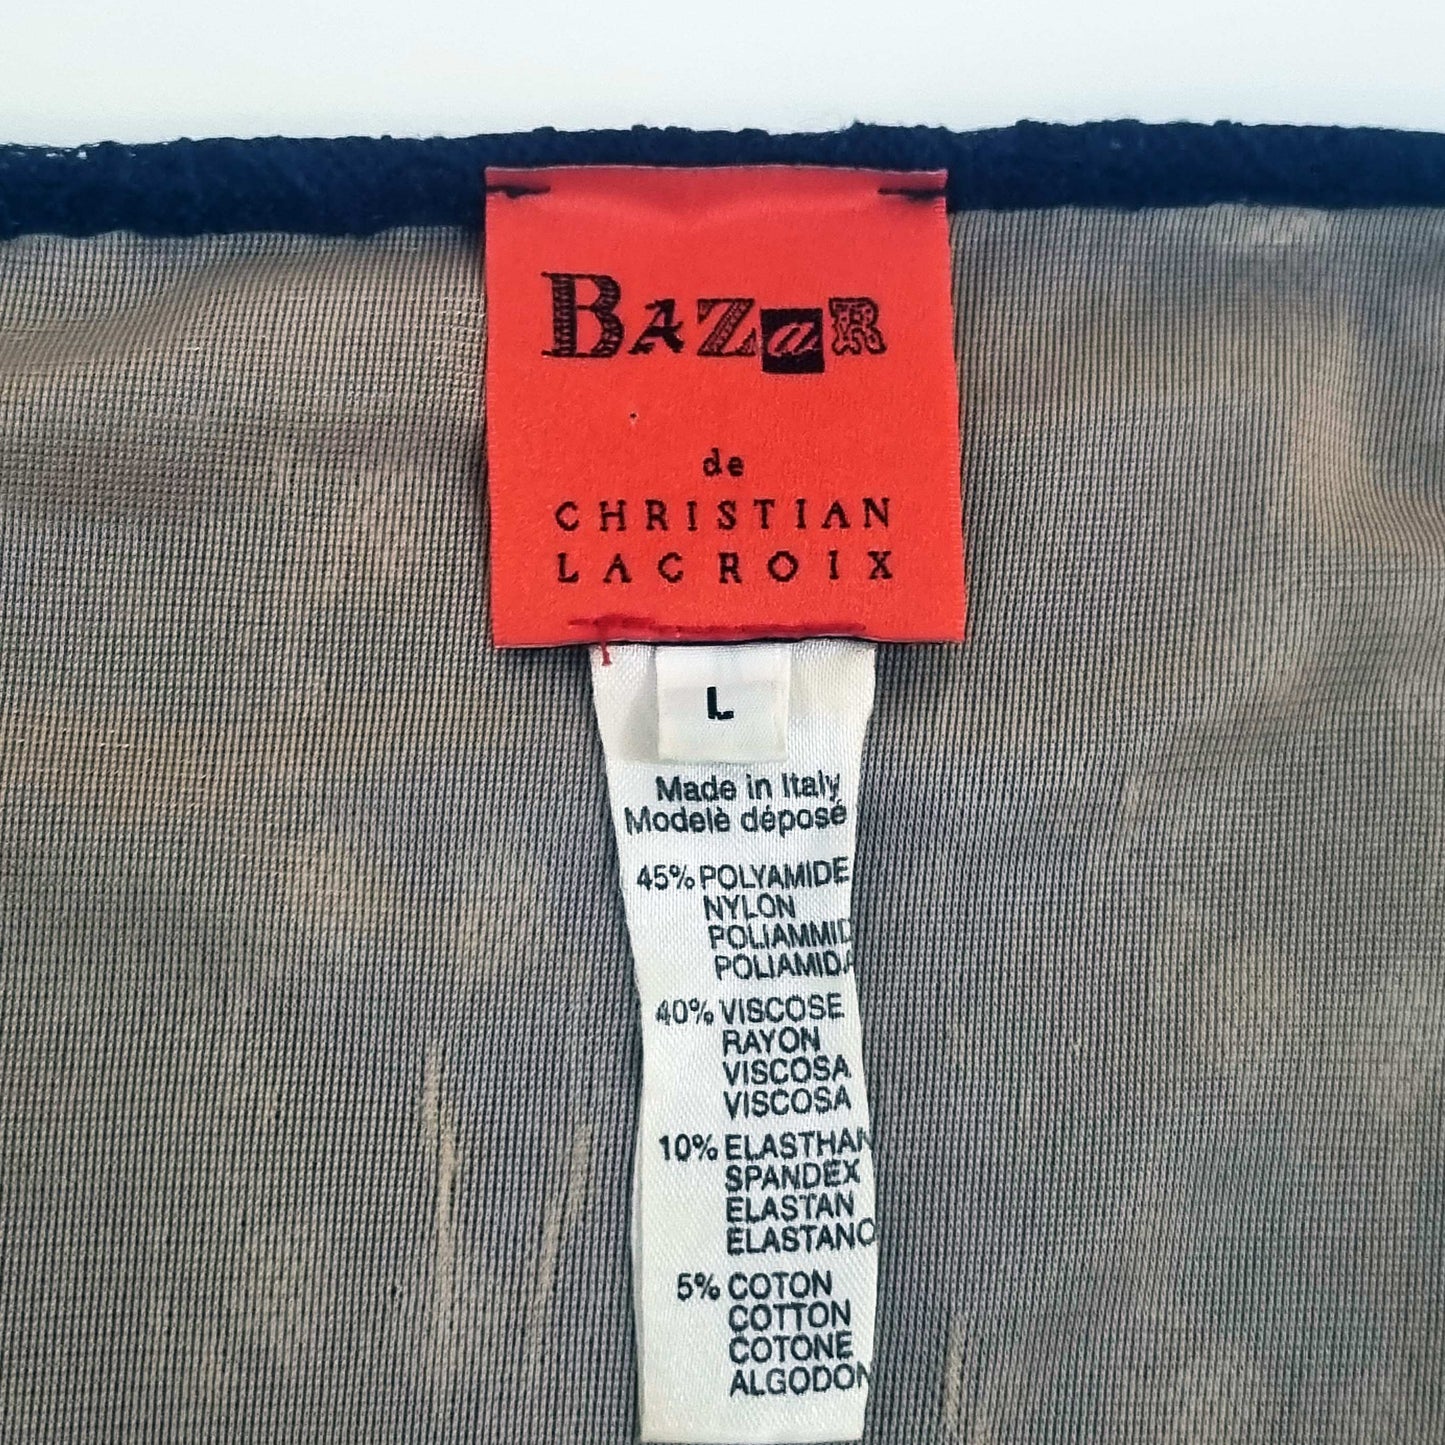 BAZaR
de
CHRISTIAN
LACROIX
L
Made in Italy
Modelè déposé
45% POLYAMIDE
NYLON
POLIAMMID
POLIAMIDA
40% VISCOSE
RAYON
VISCOSA
VISCOSA
10% ELASTHAN
SPANDEX
ELASTAN
ELASTANO
5% COTON
COTTON
COTONE
ALGODON